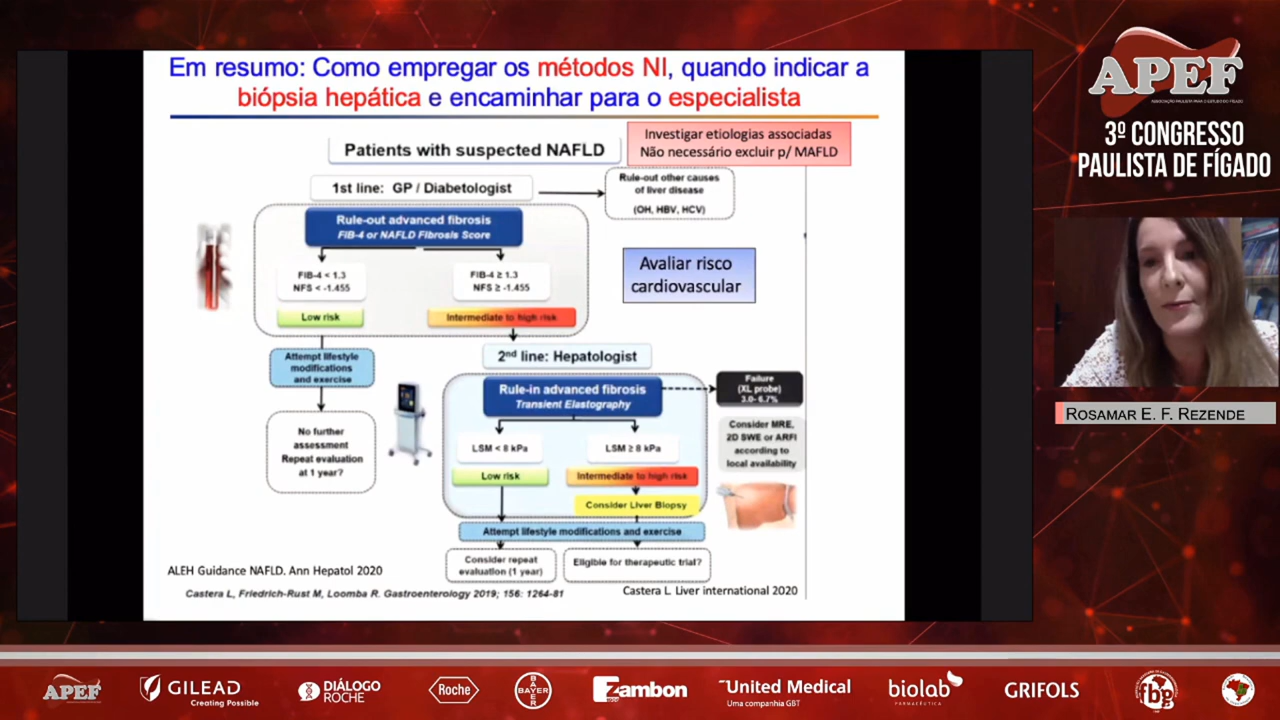 Em resumo: Como empregar os métodos NI, quando indicar a
biópsia hepática e encaminhar para o especialista
Patients with suspected NAFLD
Investigar etiologias associadas
Não necessário excluir p/ MAFLD
1st line: GP / Diabetologist
Rule-out other causes
of liver disease
(OH, HBV, HCV)
Rule-out advanced fibrosis
FIB-4 or NAFLD Fibrosis Score
FIB-4 < 1.3
NFS < -1.455
FIB-4 ≥ 1.3
NFS ≥ -1.455
Low risk
Intermediate to high risk
Avaliar risco
cardiovascular
Attempt lifestyle
modifications
and exercise
No further
assessment
Repeat evaluation
at 1 year?
2nd line: Hepatologist
Rule-in advanced fibrosis
Transient Elastography
Failure
(XL probe)
3.0- 6.7%
LSM < 8 kPa
LSM ≥ 8 kPa
Consider MRE,
2D SWE or ARFI
according to
local availability
Low risk
Intermediate to high risk
Consider Liver Biopsy
Attempt lifestyle modifications and exercise
Consider repeat
evaluation (1 year)
Eligible for therapeutic trial?
ALEH Guidance NAFLD. Ann Hepatol 2020
Castera L, Friedrich-Rust M, Loomba R. Gastroenterology 2019; 156: 1264-81
Castera L. Liver international 2020
APEF
ASSOCIAÇÃO PAULISTA PARA O ESTUDO DO FÍGADO
3º CONGRESSO
PAULISTA DE FÍGADO
ROSAMAR E. F. REZENDE
APEF
GILEAD
Creating Possible
DIÁLOGO
ROCHE
Roche
BAYER
BAYER
Zambon
United Medical
Uma companhia GBT
biolab
FARMACÊUTICA
GRIFOLS
fbg